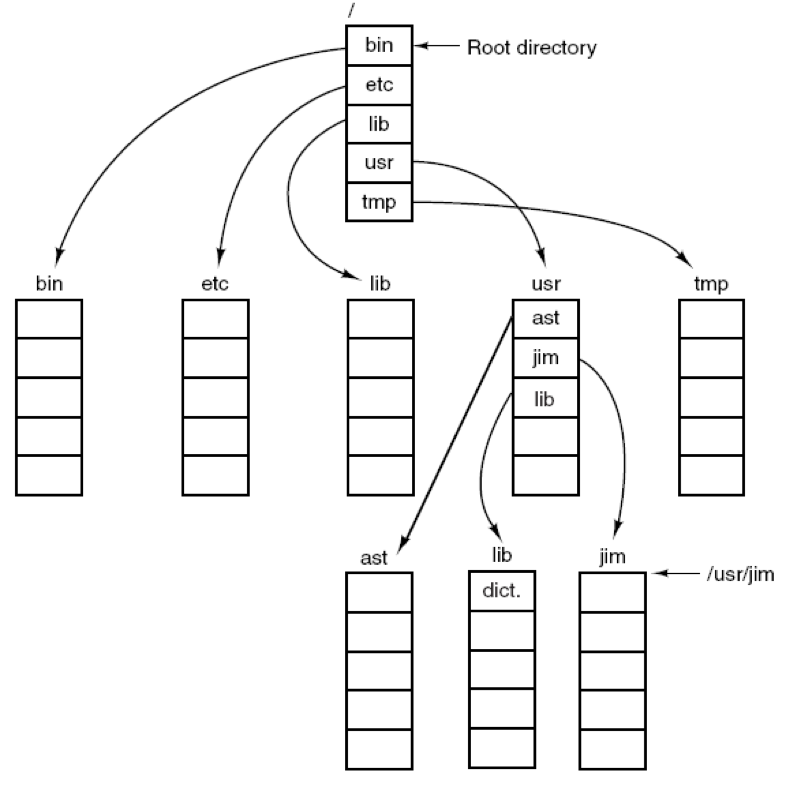 /
bin
Root directory
etc
lib
usr
tmp
bin
etc
lib
usr
tmp
ast
jim
lib
ast
lib
jim
/usr/jim
dict.